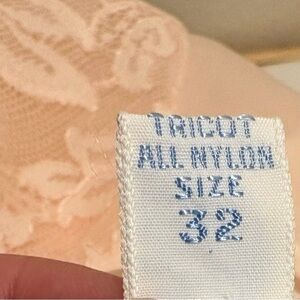 TRICOT
ALL NYLON
SIZE
32